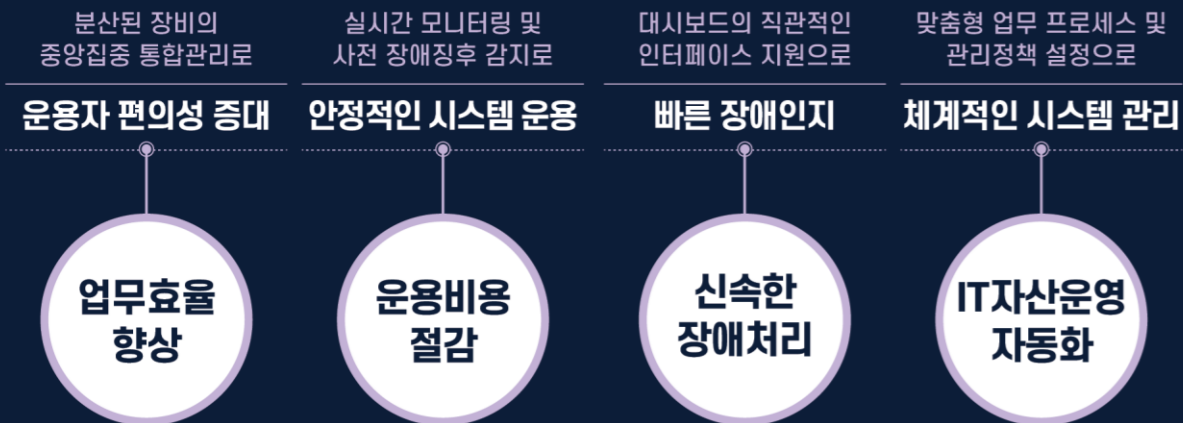 분산된 장비의
중앙집중 통합관리로
운용자 편의성 증대
업무효율
향상
실시간 모니터링 및
사전 장애징후 감지로
안정적인 시스템 운용
운용비용
절감
대시보드의 직관적인
인터페이스 지원으로
빠른 장애인지
신속한
장애처리
맞춤형 업무 프로세스 및
관리정책 설정으로
체계적인 시스템 관리
IT자산운영
자동화